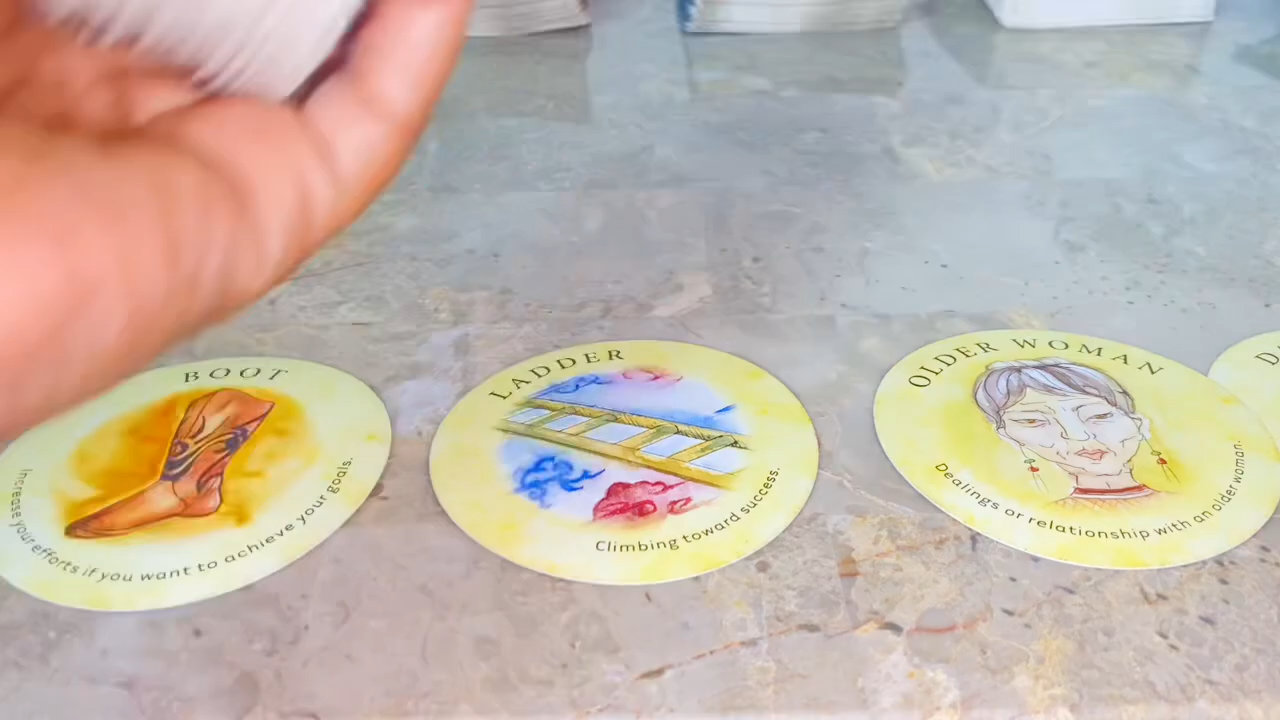 BOOT
Increase your efforts if you want to achieve your goals.
LADDER
Climbing toward success.
OLDER WOMAN
Dealings or relationship with an older woman.